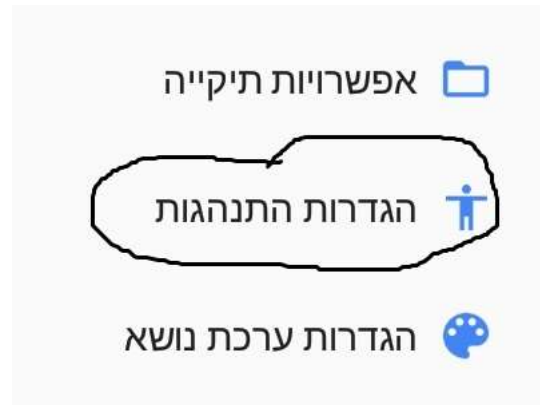 אפשרויות תיקייה
הגדרות התנהגות
הגדרות ערכת נושא